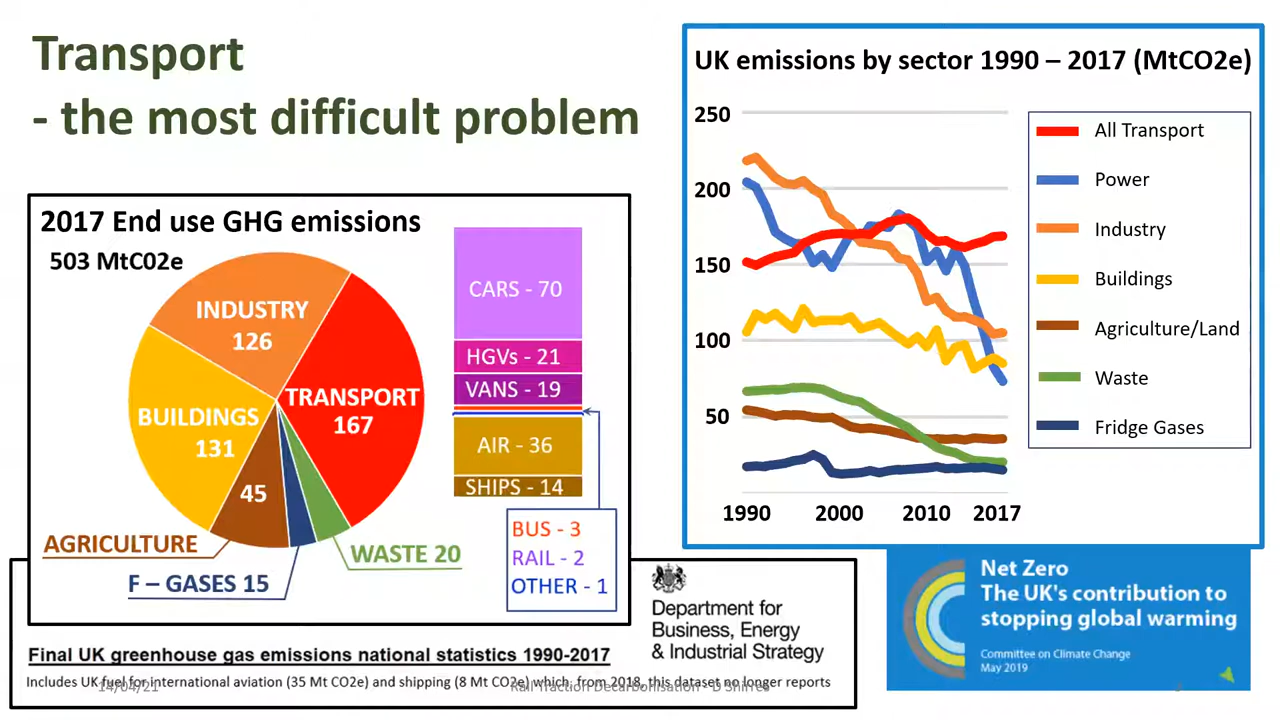 Transport
- the most difficult problem
2017 End use GHG emissions
503 MtC02e
INDUSTRY
126
TRANSPORT
167
BUILDINGS
131
45
AGRICULTURE
F – GASES 15
WASTE 20
CARS - 70
HGVs - 21
VANS - 19
AIR - 36
SHIPS - 14
BUS - 3
RAIL - 2
OTHER - 1
UK emissions by sector 1990 – 2017 (MtCO2e)
250
200
150
100
50
1990
2000
2010
2017
All Transport
Power
Industry
Buildings
Agriculture/Land
Waste
Fridge Gases
Final UK greenhouse gas emissions national statistics 1990-2017
Includes UK fuel for international aviation (35 Mt CO2e) and shipping (8 Mt CO2e) which, from 2018, this dataset no longer reports
14/04/21
Rail Traction Decarbonisation - D Shirres
Department for
Business, Energy
& Industrial Strategy
Net Zero
The UK's contribution to
stopping global warming
Committee on Climate Change
May 2019